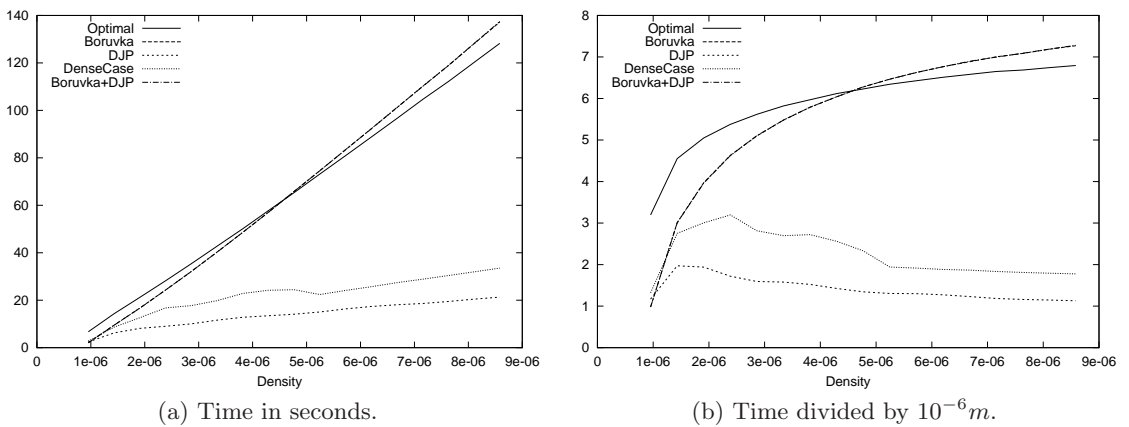 140
120
100
80
60
40
20
0
Optimal
Boruvka
DJP
DenseCase
Boruvka+DJP
0 1e-06 2e-06 3e-06 4e-06 5e-06 6e-06 7e-06 8e-06 9e-06
Density
(a) Time in seconds.
8
7
6
5
4
3
2
1
0
Optimal
Boruvka
DJP
DenseCase
Boruvka+DJP
0 1e-06 2e-06 3e-06 4e-06 5e-06 6e-06 7e-06 8e-06 9e-06
Density
(b) Time divided by 10⁻⁶m.